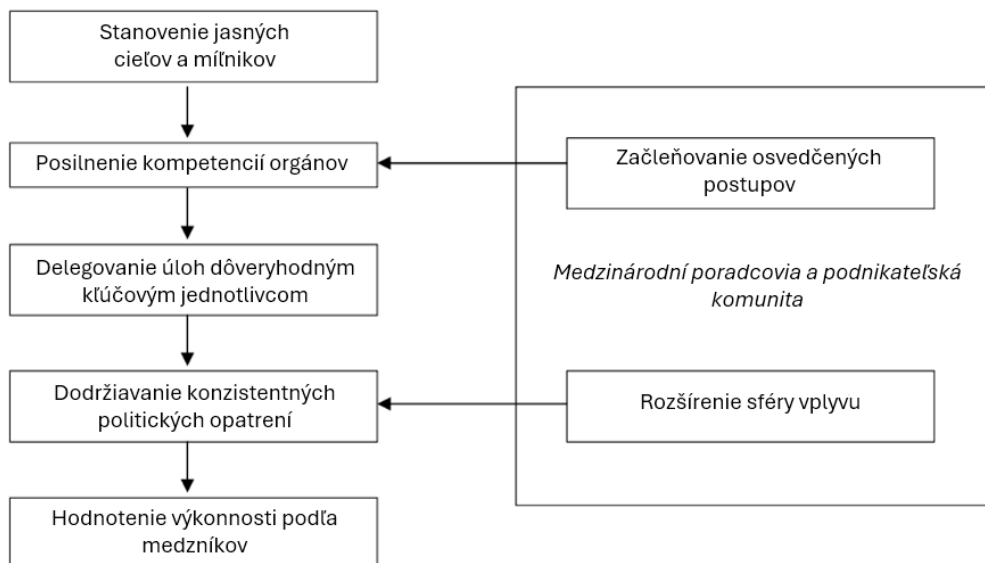 Stanovenie jasných
cieľov a míľnikov
Posilnenie kompetencií orgánov
Delegovanie úloh dôveryhodným
kľúčovým jednotlivcom
Dodržiavanie konzistentných
politických opatrení
Hodnotenie výkonnosti podľa
medzníkov
Začleňovanie osvedčených
postupov
Medzinárodní poradcovia a podnikateľská
komunita
Rozšírenie sféry vplyvu